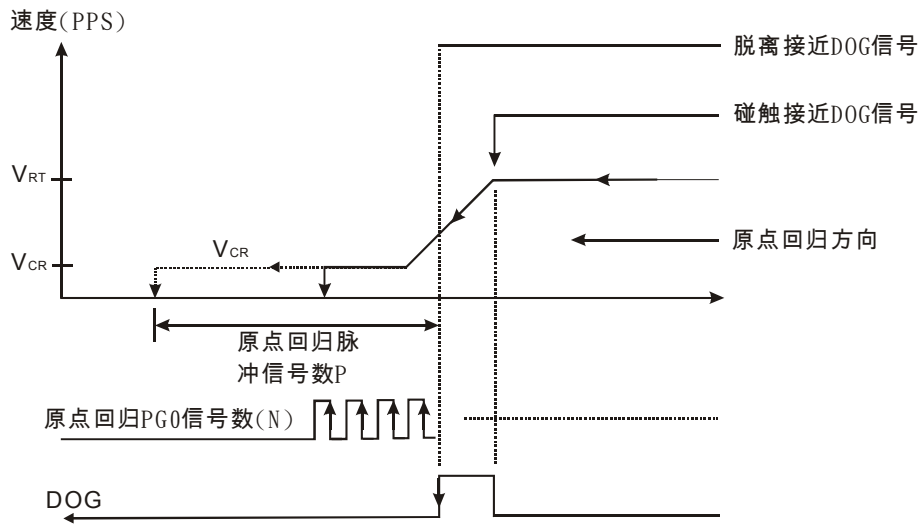 速度(PPS)
脱离接近DOG信号
碰触接近DOG信号
VRT
原点回归方向
VCR
VCR
原点回归脉
冲信号数P
原点回归PG0信号数(N)
DOG